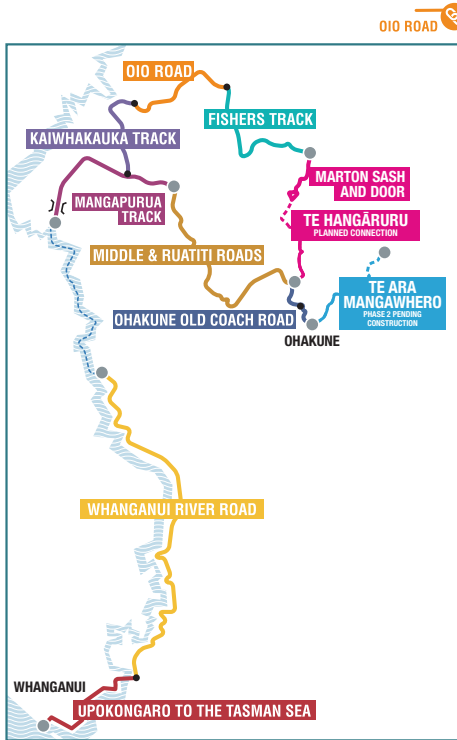 OIO ROAD
OIO ROAD
FISHERS TRACK
KAIWHAKAUKA TRACK
MARTON SASH
AND DOOR
MANGAPURUA
TRACK
TE HANGĀRURU
PLANNED CONNECTION
MIDDLE & RUATITI ROADS
TE ARA
MANGAWHERO
PHASE 2 PENDING
CONSTRUCTION
OHAKUNE OLD COACH ROAD
OHAKUNE
WHANGANUI RIVER ROAD
WHANGANUI
UPOKONGARO TO THE TASMAN SEA